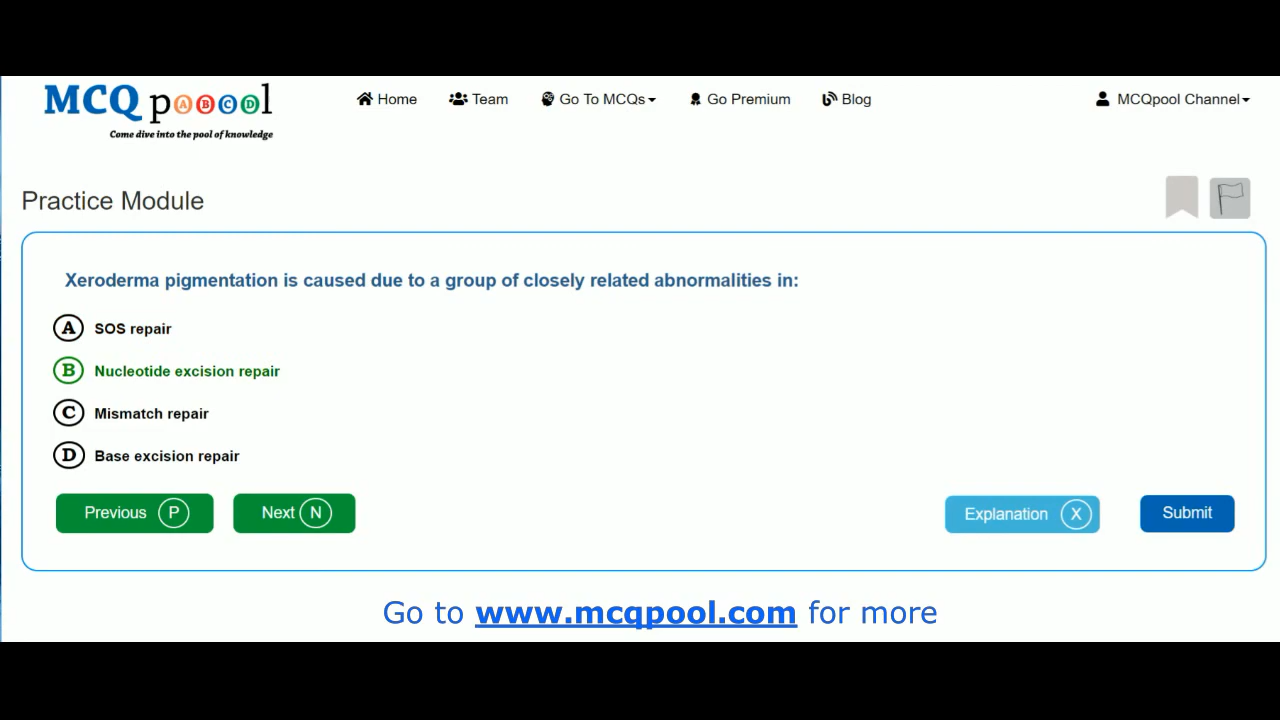 MCQ pooool
Come dive into the pool of knowledge
Home Team Go To MCQs Go Premium Blog MCQpool Channel
Practice Module
Xeroderma pigmentation is caused due to a group of closely related abnormalities in:
A SOS repair
B Nucleotide excision repair
C Mismatch repair
D Base excision repair
Previous P Next N Explanation X Submit
Go to www.mcqpool.com for more